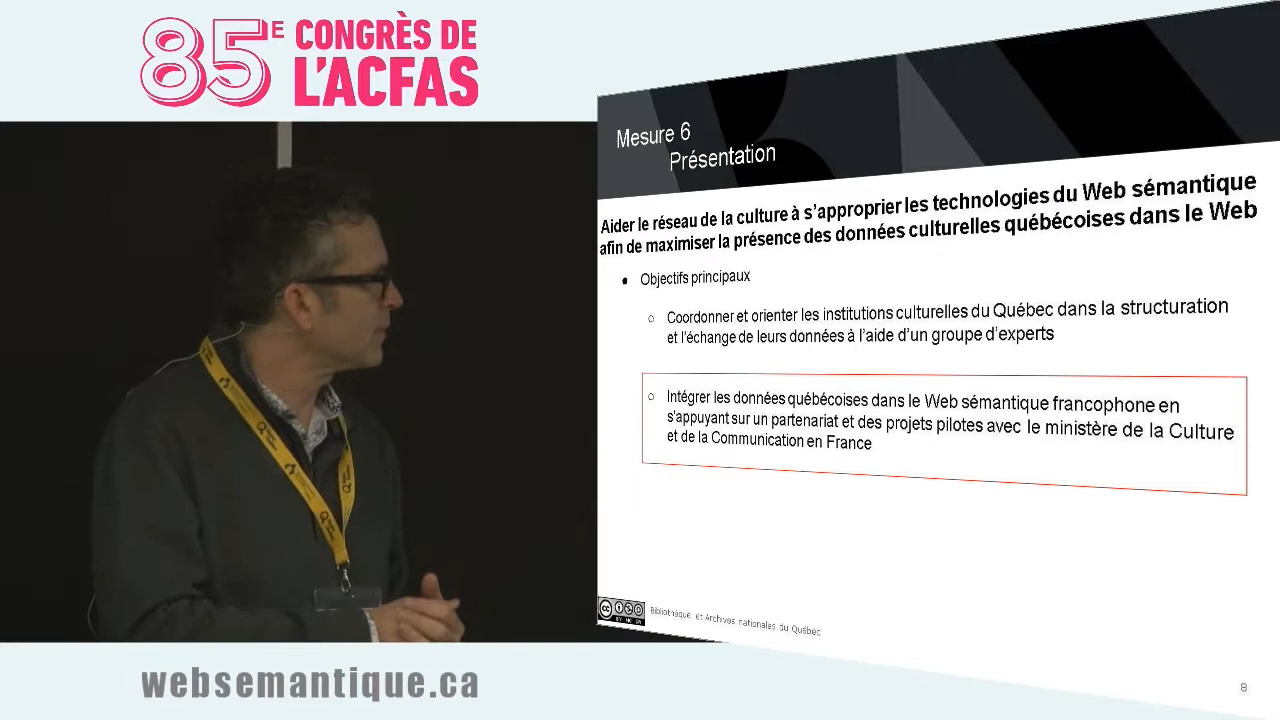 85E CONGRÈS DE
L'ACFAS
Mesure 6
Présentation
Aider le réseau de la culture à s'approprier les technologies du Web sémantique
afin de maximiser la présence des données culturelles québécoises dans le Web
• Objectifs principaux
○ Coordonner et orienter les institutions culturelles du Québec dans la structuration
et l'échange de leurs données à l'aide d'un groupe d'experts
○ Intégrer les données québécoises dans le Web sémantique francophone en
s'appuyant sur un partenariat et des projets pilotes avec le ministère de la Culture
et de la Communication en France
cc
Bibliothèque et Archives nationales du Québec
websemantique.ca
8